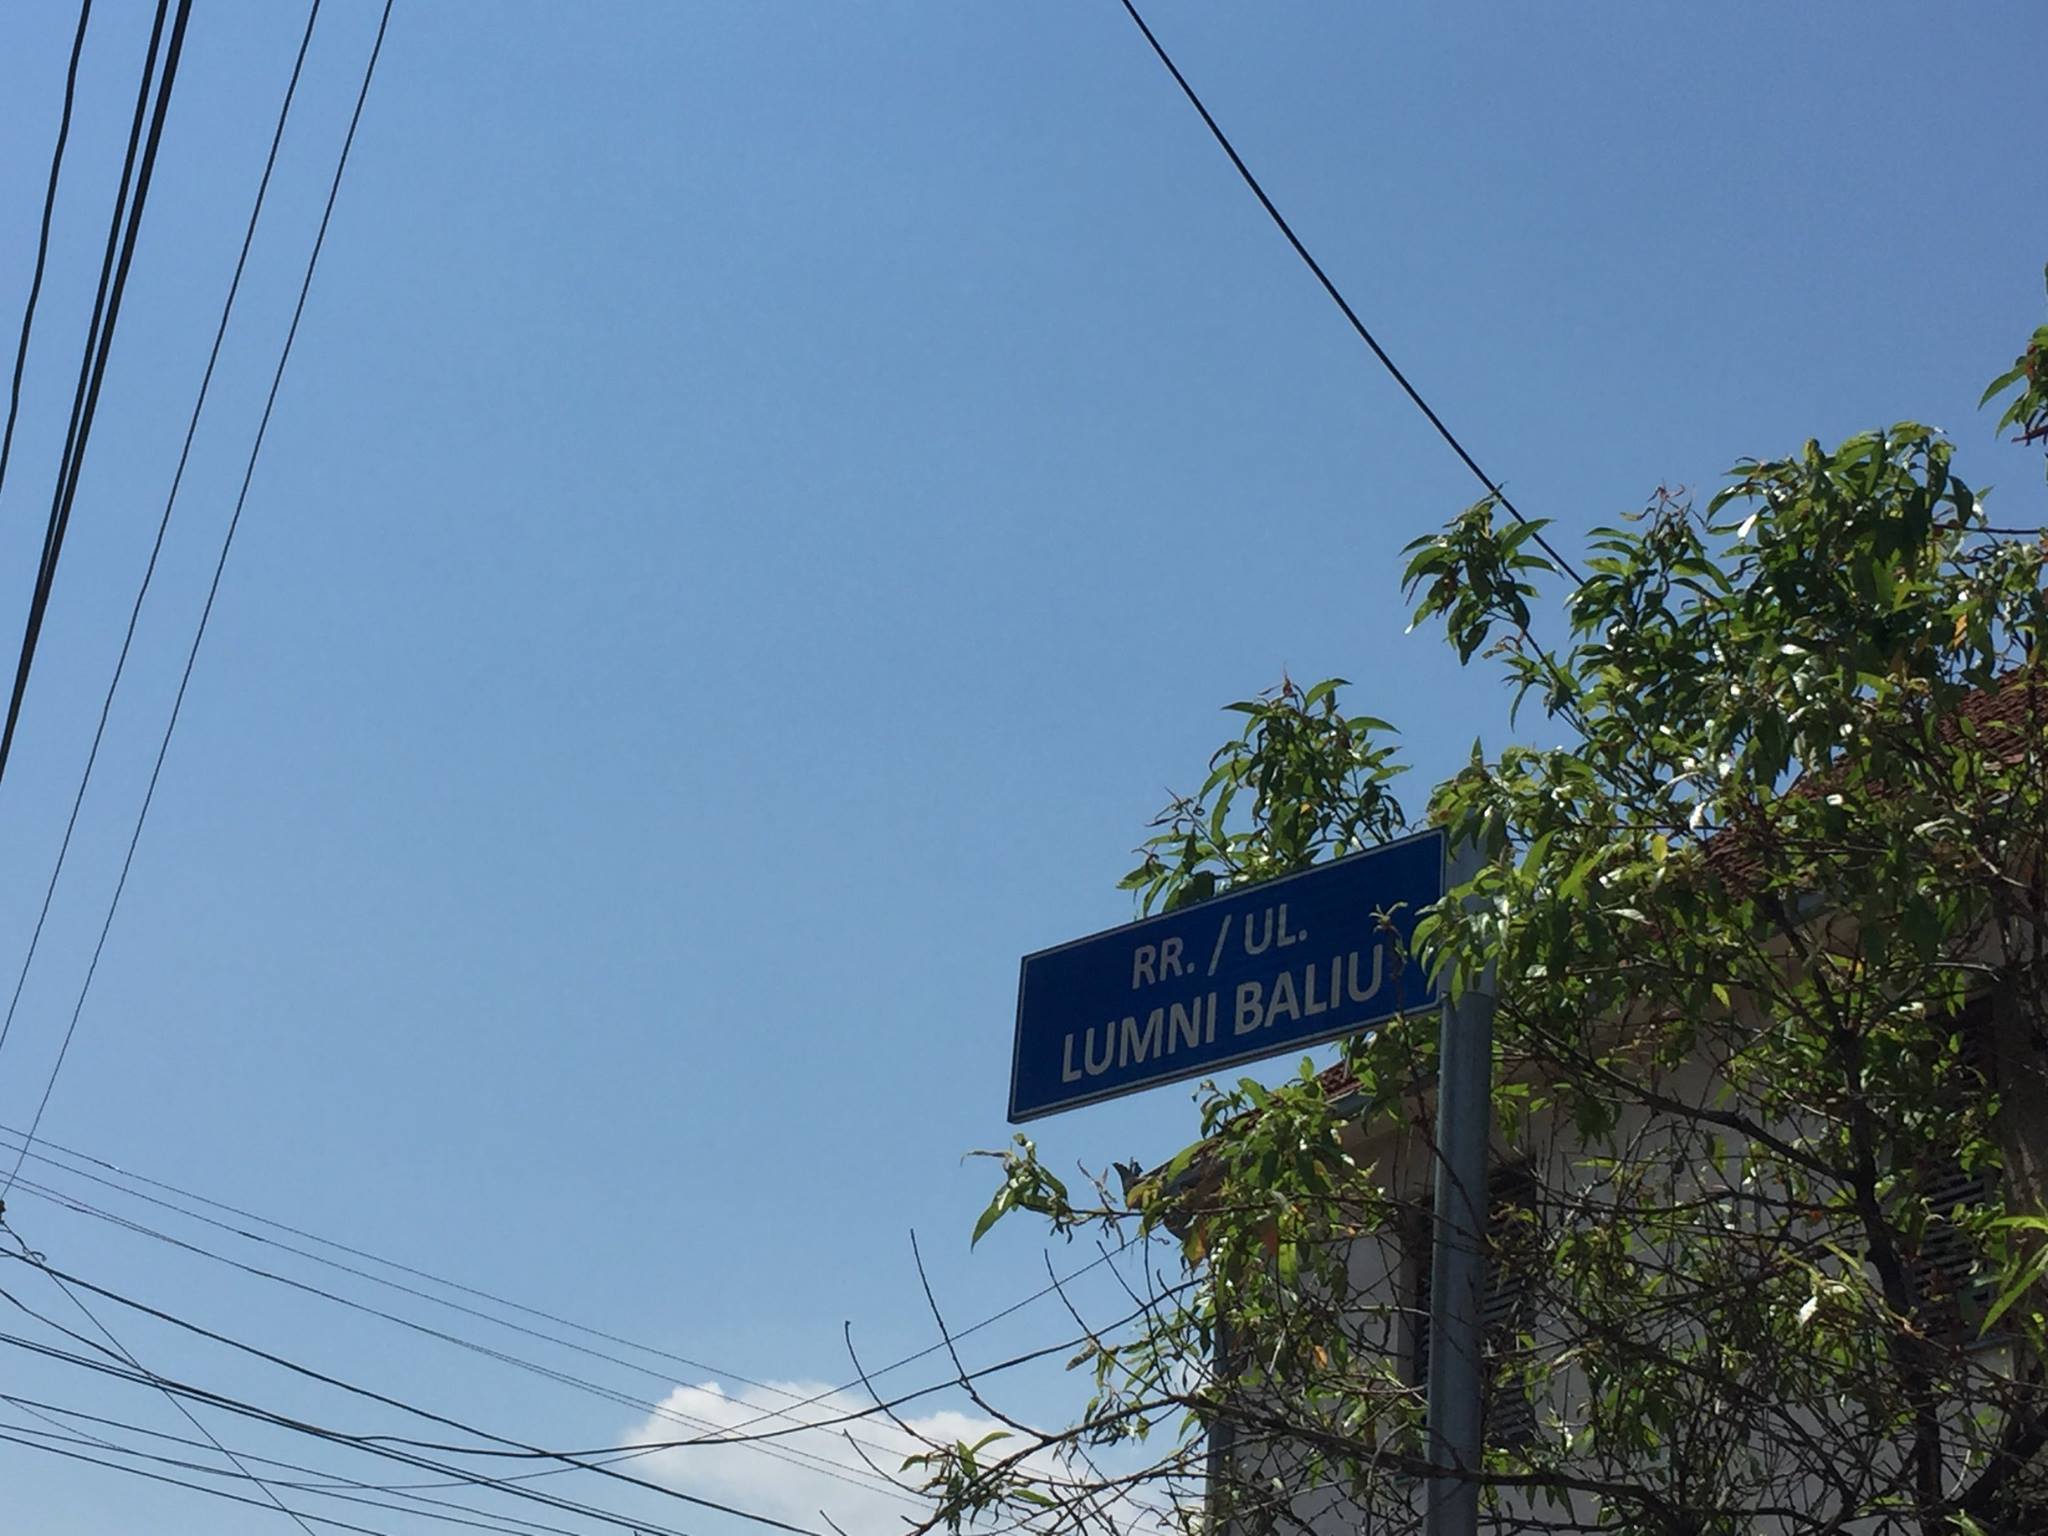 RR. / UL.
LUMNI BALIU